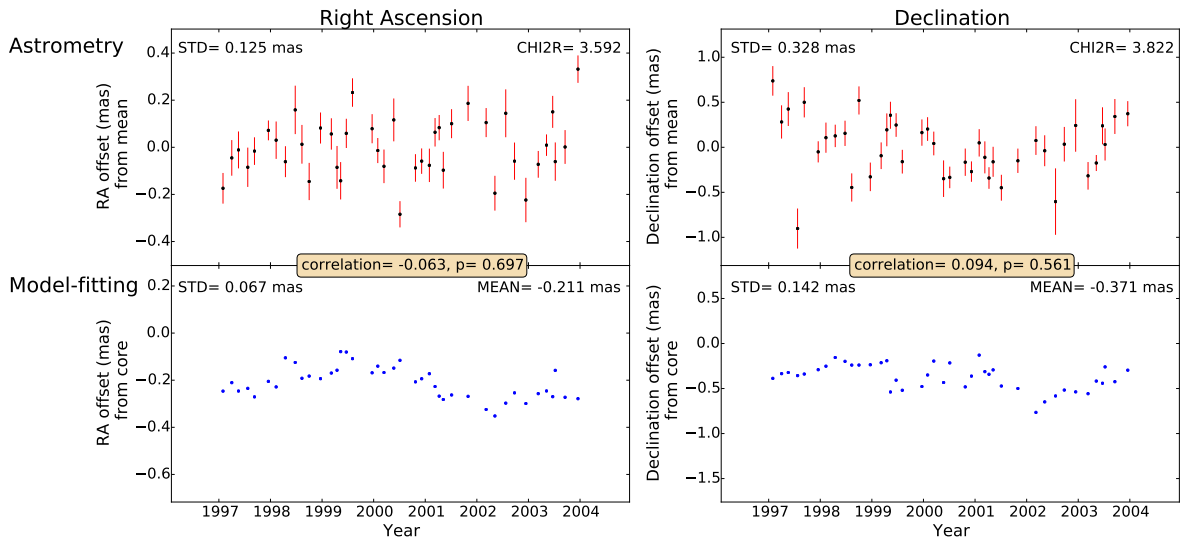 Right Ascension
Declination
Astrometry
STD= 0.125 mas
CHI2R= 3.592
0.4
0.2
0.0
−0.2
−0.4
RA offset (mas)
from mean
STD= 0.328 mas
CHI2R= 3.822
1.0
0.5
0.0
−0.5
−1.0
Declination offset (mas)
from mean
correlation= -0.063, p= 0.697
correlation= 0.094, p= 0.561
Model-fitting
STD= 0.067 mas
MEAN= -0.211 mas
0.2
0.0
−0.2
−0.4
−0.6
RA offset (mas)
from core
STD= 0.142 mas
MEAN= -0.371 mas
0.5
−0.0
−0.5
−1.0
−1.5
Declination offset (mas)
from core
1997 1998 1999 2000 2001 2002 2003 2004
Year
1997 1998 1999 2000 2001 2002 2003 2004
Year